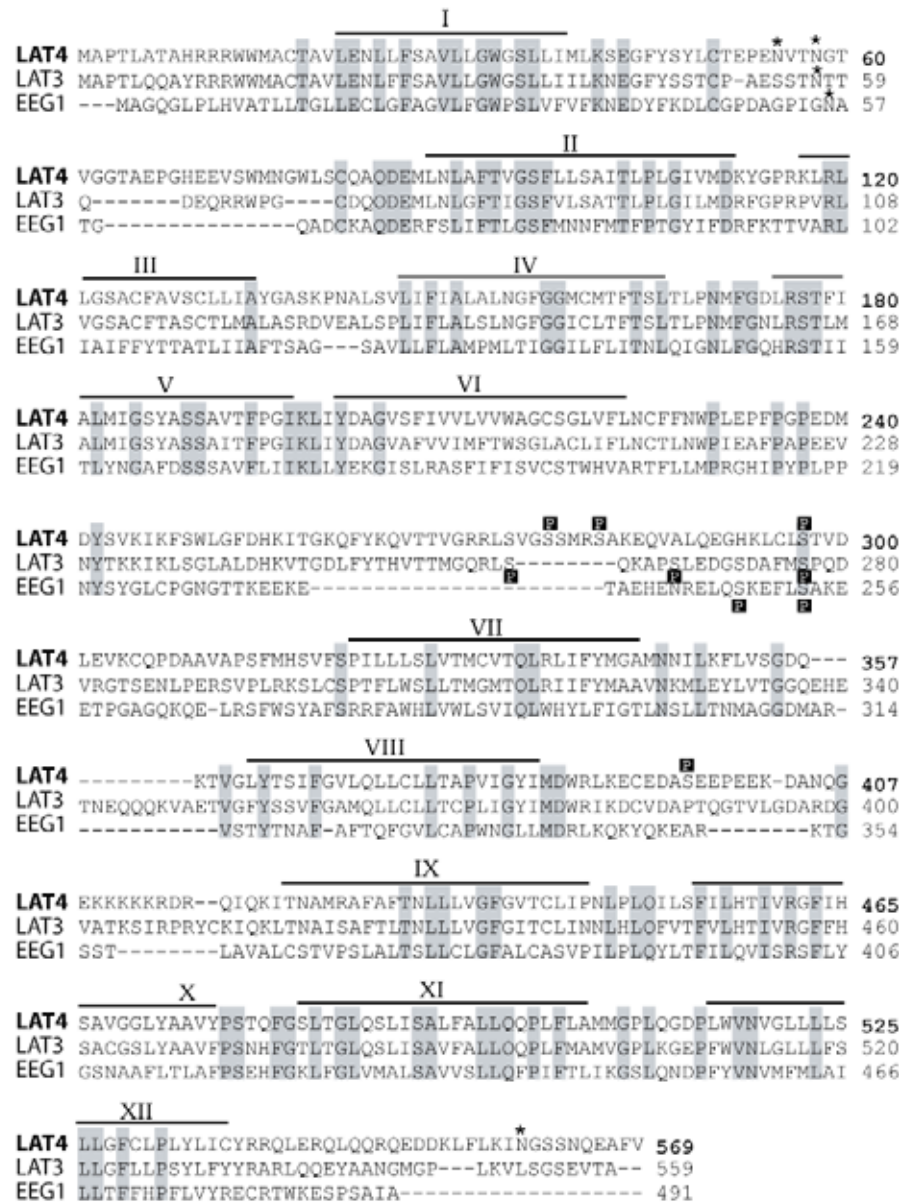 I
LAT4 MAPTLATAHRRRWWMACTAVLENLLFSAVLLGWGSLLIMLKSEGFYSYLCTEPENVTNGT 60
LAT3 MAPTLQQAYRRRWWMACTAVLENLFFSAVLLGWGSLLIILKNEGFYSSTCP-AESSTNTT 59
EEG1 ---MAGQGLPLHVATLLTGLLECLGFAGVLFGWPSLVFVFKNEDYFKDLCGPDAGPIGNA 57
II
LAT4 VGGTAEPGHEEVSWMNGWLSCQAQDEMLNLAFTVGSFLLSAITLPLGIVMDKYGPRKLRL 120
LAT3 Q-------DEQRRWPG----CDQQDEMLNLGFTIGSFVLSATTLPLGILMDRFGPRPVRL 108
EEG1 TG---------------QADCKAQDERFSLIFTLGSFMNNFMTFPTGYIFDRFKTTVARL 102
III IV
LAT4 LGSACFAVSCLLIAYGASKPNALSVLIFIALALNGFGGMCMTFTSLTLPNMFGDLRSTFI 180
LAT3 VGSACFTASCTLMALASRDVEALSPLIFLALSLNGFGGICLTFTSLTLPNMFGNLRSTLM 168
EEG1 IAIFFYTTATLIIAFTSAG---SAVLLFLAMPMLTIGGILFLITNLQIGNLFGQHRSTII 159
V VI
LAT4 ALMIGSYASSAVTFPGIKLIYDAGVSFIVVLVVWAGCSGLVFLNCFFNWPLEPFPGPEDM 240
LAT3 ALMIGSYASSAITFPGIKLIYDAGVAFVVIMFTWSGLACLIFLNCTLNWPIEAFPAPEEV 228
EEG1 TLYNGAFDSSSAVFLIIKLLYEKGISLRASFIFISVCSTWHVARTFLLMPRGHIPYPLPP 219
P P P
LAT4 DYSVKIKFSWLGFDHKITGKQFYKQVTTVGRRLSVGSSMRSAKEQVALQEGHKLCLSTVD 300
LAT3 NYTKKIKLSGLALDHKVTGDLFYTHVTTMGQRLS---------QKAPSLEDGSDAFMSPQD 280
P P P
EEG1 NYSYGLCPGNGTTKEEKE----------------------TAEHENRELQSKEFLSAKE 256
P P
VII
LAT4 LEVKCQPDAAVAPSFMHSVFSPILLLSLVTMCVTQLRLIFYMGAMNNILKFLVSGDQ--- 357
LAT3 VRGTSENLPERSVPLRKSLCSPTFLWSLLTMGMTQLRIIFYMAAVNKMLEYLVTGGQEHE 340
EEG1 ETPGAGQKQE-LRSFWSYAFSRRFAWHLVWLSVIQLWHYLFIGTLNSLLTNMAGGDMAR- 314
VIII
P
LAT4 ---------KTVGLYTSIFGVLQLLCLLTAPVIGYIMDWRLKECEDASEEPEEK-DANQG 407
LAT3 TNEQQQKVAETVGFYSSVFGAMQLLCLLTCPLIGYIMDWRIKDCVDAPTQGTVLGDARDG 400
EEG1 -----------VSTYTNAF-AFTQFGVLCAPWNGLLMDRLKQKYQKEAR--------KTG 354
IX
LAT4 EKKKKKRDR--QIQKITNAMRAFAFTNLLLVGFGVTCLIPNLPLQILSFILHTIVRGFIH 465
LAT3 VATKSIRPRYCKIQKLTNAISAFTLTNLLLVGFGITCLINNLHLQFVTFVLHTIVRGFFH 460
EEG1 SST-------LAVALCSTVPSLALTSLLCLGFALCASVPILPLQYLTFILQVISRSFLY 406
X XI
LAT4 SAVGGLYAAVYPSTQFGSLTGLQSLISALFALLQQPLFLAMMGPLQGDPLWVNVGLLLLS 525
LAT3 SACGSLYAAVFPSNHFGTLTGLQSLISAVFALLQQPLFMAMVGPLKGEPFWVNLGLLLFS 520
EEG1 GSNAAFLTLAFPSEHFGKLFGLVMALSAVVSLLQFPIFTLIKGSLQNDPFYVNVMFMLAI 466
XII
LAT4 LLGFCLPLYLICYRRQLERQLQQRQEDDKLFLKINGSSNQEAFV 569
LAT3 LLGFLLPSYLFYYRARLQQEYAANGMGP---LKVLSGSEVTA-- 559
EEG1 LLTFFHPFLVYRECRTWKESPSAIA------------------- 491